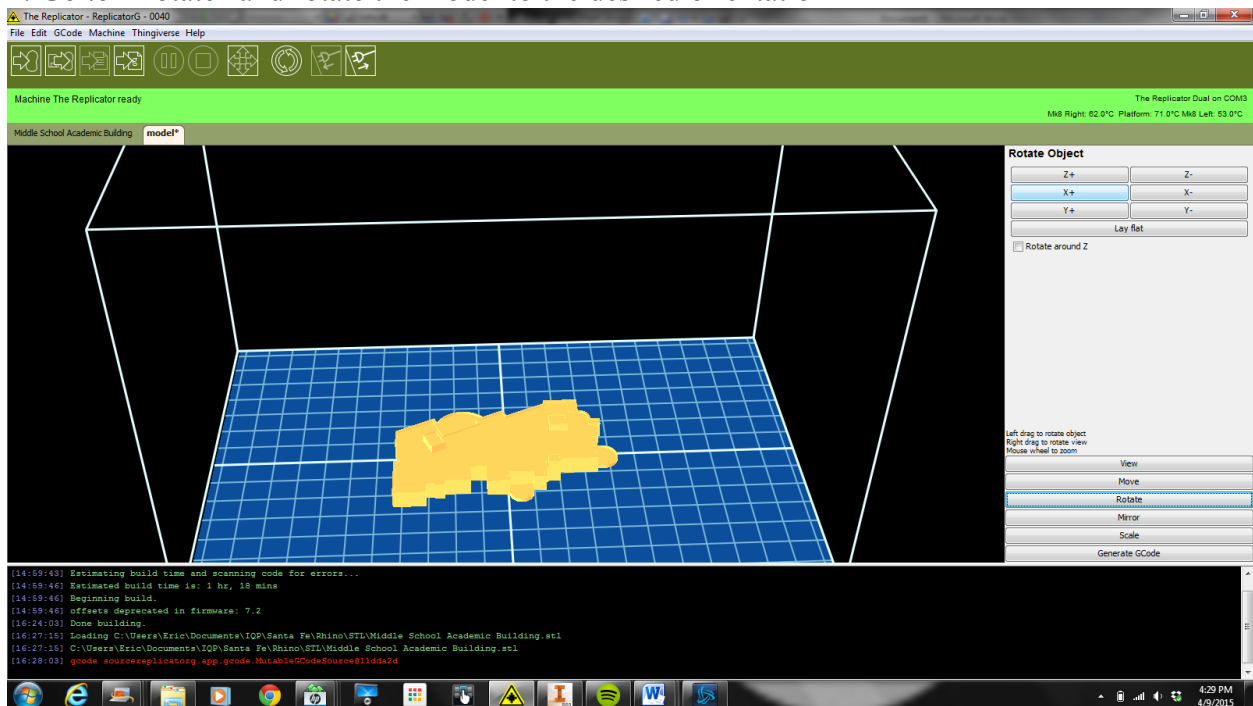 The Replicator - ReplicatorG - 0040
File Edit GCode Machine Thingiverse Help
Machine The Replicator ready
The Replicator Dual on COM3
Mk8 Right: 62.0°C Platform: 71.0°C Mk8 Left: 53.0°C
Middle School Academic Building model*
Rotate Object
Z+ Z-
X+ X-
Y+ Y-
Lay flat
Rotate around Z
Left drag to rotate object
Right drag to rotate view
Mouse wheel to zoom
View
Move
Rotate
Mirror
Scale
Generate GCode
[14:59:43] Estimating build time and scanning code for errors...
[14:59:46] Estimated build time is: 1 hr, 18 mins
[14:59:46] Beginning build.
[14:59:46] offsets deprecated in firmware: 7.2
[16:24:03] Done building.
[16:27:15] Loading C:\Users\Eric\Documents\IQP\Santa Fe\Rhino\STL\Middle School Academic Building.stl
[16:27:15] C:\Users\Eric\Documents\IQP\Santa Fe\Rhino\STL\Middle School Academic Building.stl
[16:28:03] gcode sourcereplicatorg.app.gcode.MutableGCodeSource@11dda2d
4:29 PM
4/9/2015